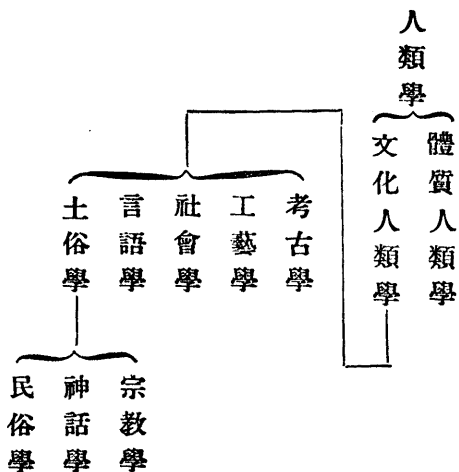 人類學
體質人類學
文化人類學
考古學
工藝學
社會學
言語學
土俗學
宗教學
神話學
民俗學